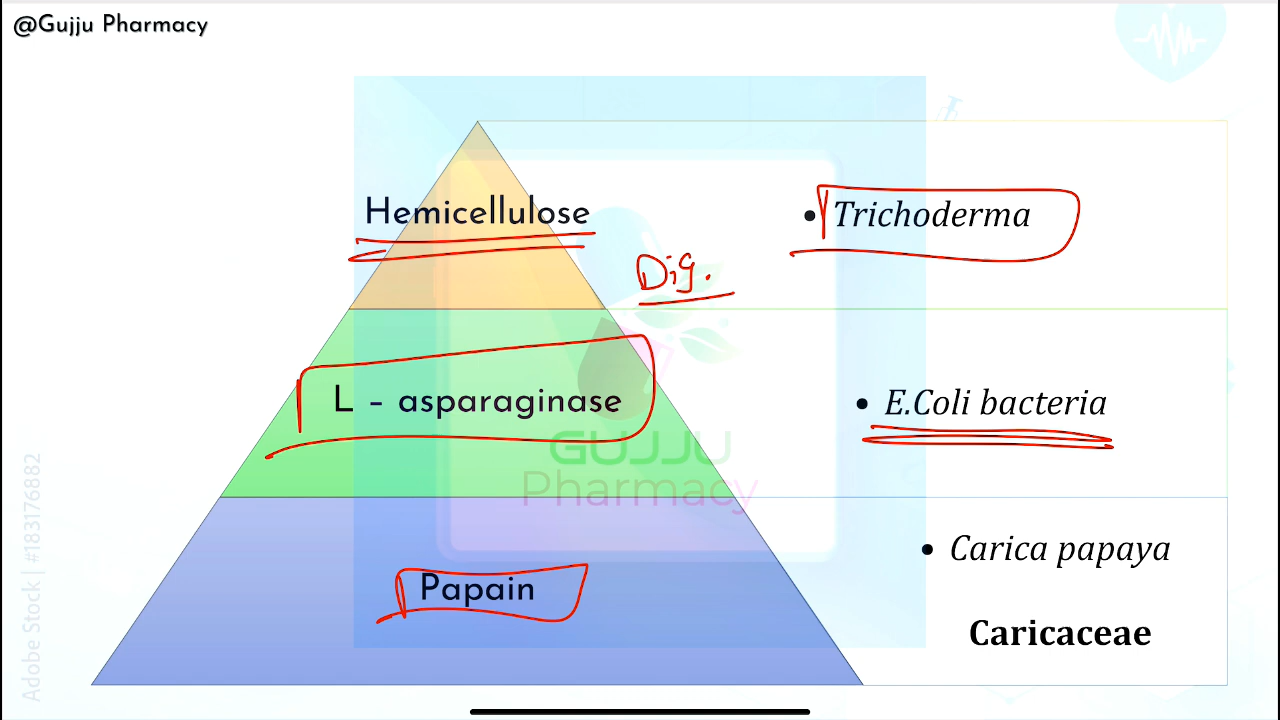 @Gujju Pharmacy
Hemicellulose
• Trichoderma
Dig.
L – asparaginase
• E.Coli bacteria
GUJJU
Pharmacy
• Carica papaya
Papain
Caricaceae
Adobe Stock | #183176882